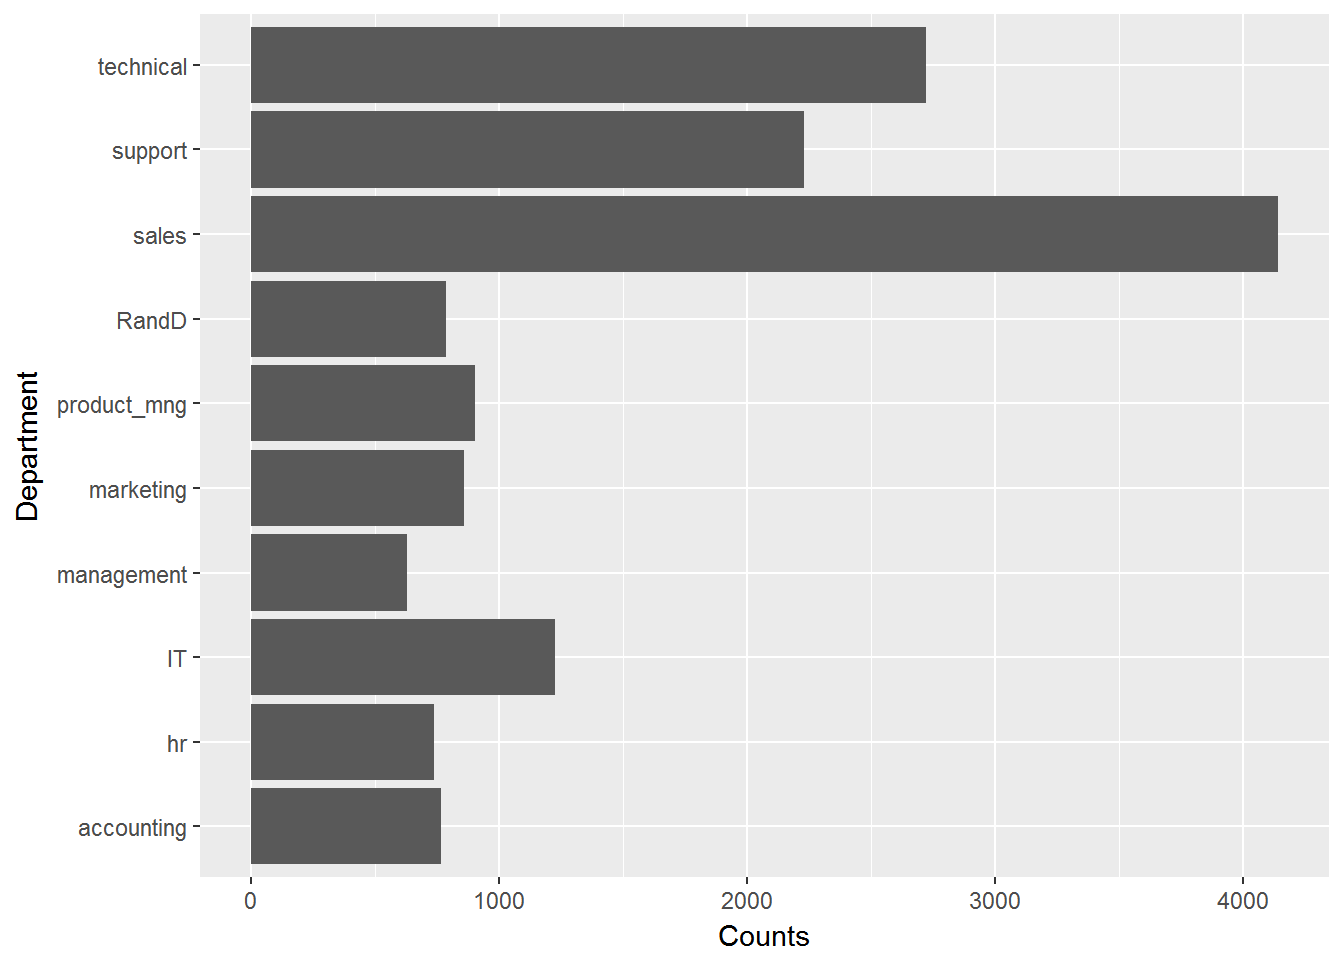 technical
support
sales
RandD
product_mng
marketing
management
IT
hr
accounting
Department
0 1000 2000 3000 4000
Counts